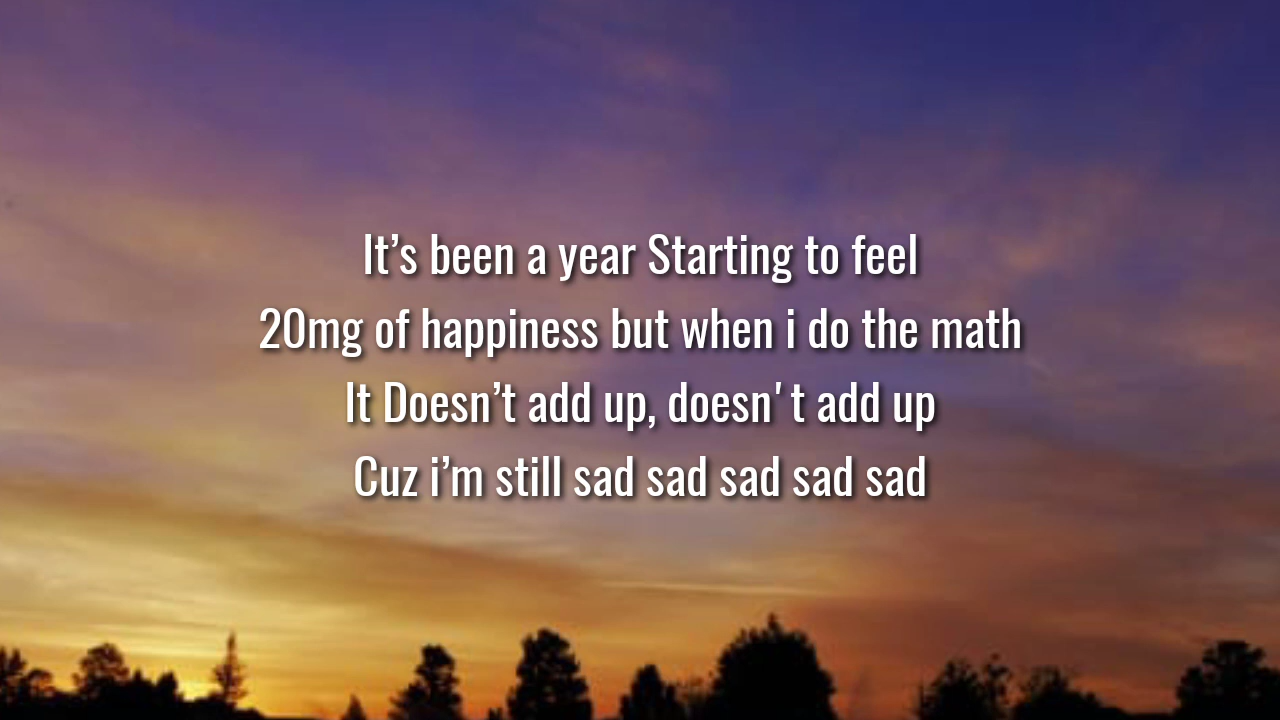 It’s been a year Starting to feel
20mg of happiness but when i do the math
It Doesn’t add up, doesn't add up
Cuz i’m still sad sad sad sad sad